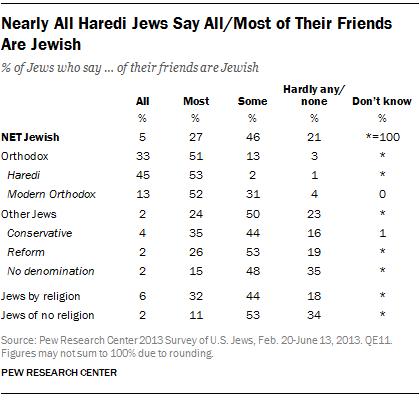 Nearly All Haredi Jews Say All/Most of Their Friends
Are Jewish
% of Jews who say ... of their friends are Jewish
All Most Some Hardly any/none Don't know
% % % % %
NET Jewish 5 27 46 21 *=100
Orthodox 33 51 13 3 *
Haredi 45 53 2 1 *
Modern Orthodox 13 52 31 4 0
Other Jews 2 24 50 23 *
Conservative 4 35 44 16 1
Reform 2 26 53 19 *
No denomination 2 15 48 35 *
Jews by religion 6 32 44 18 *
Jews of no religion 2 11 53 34 *
Source: Pew Research Center 2013 Survey of U.S. Jews, Feb. 20-June 13, 2013. QE11.
Figures may not sum to 100% due to rounding.
PEW RESEARCH CENTER